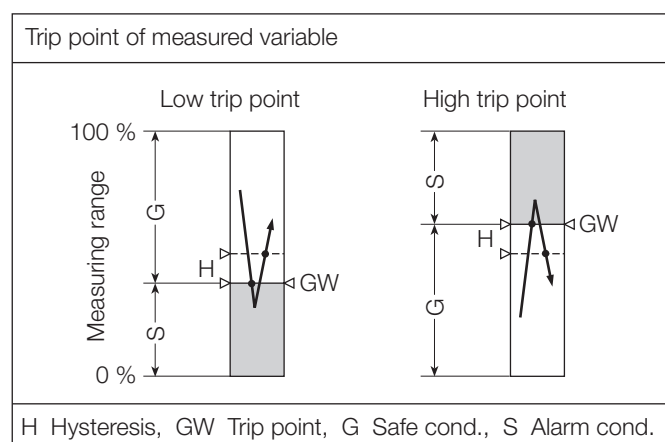 Trip point of measured variable
Low trip point
High trip point
100 %
Measuring range
G
S
0 %
H
GW
S
G
H
GW
H Hysteresis, GW Trip point, G Safe cond., S Alarm cond.